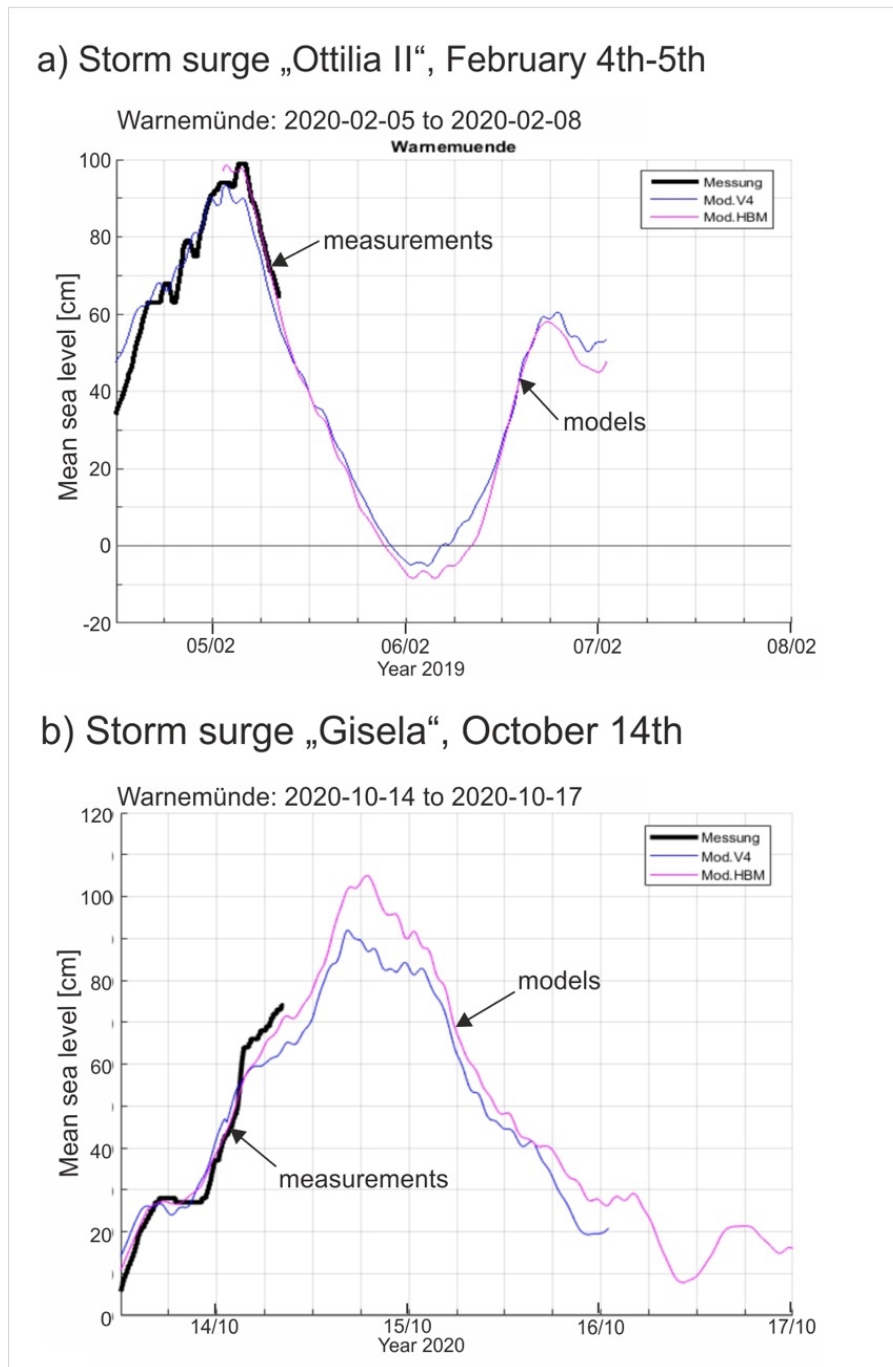 a) Storm surge „Ottilia II“, February 4th-5th
Warnemünde: 2020-02-05 to 2020-02-08
Warnemuende
100
Messung
Mod.V4
Mod.HBM
measurements
80
60
models
40
20
0
-20
Mean sea level [cm]
05/02
06/02
07/02
08/02
Year 2019
b) Storm surge „Gisela“, October 14th
Warnemünde: 2020-10-14 to 2020-10-17
120
Messung
Mod.V4
Mod.HBM
100
models
80
60
40
measurements
20
0
Mean sea level [cm]
14/10
15/10
16/10
17/10
Year 2020